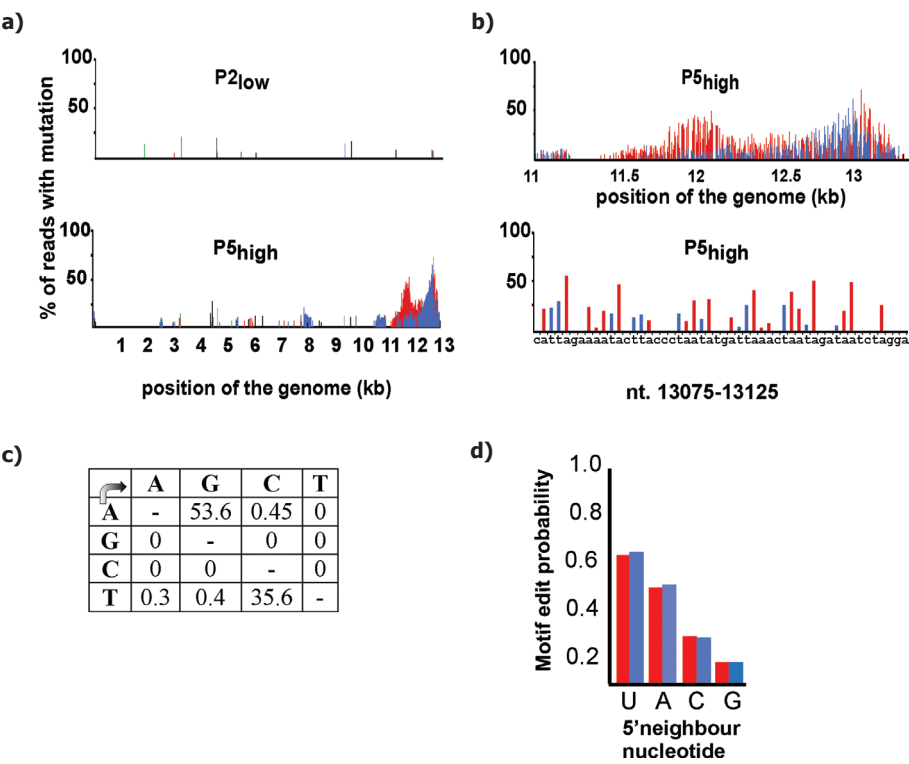 a)
P2low
100
50
% of reads with mutation
P5high
100
50
1 2 3 4 5 6 7 8 9 10 11 12 13
position of the genome (kb)
b)
P5high
100
50
11 11.5 12 12.5 13
position of the genome (kb)
P5high
100
50
cattagaaaatacttaccctaatatgattaaactaatagataatctagga
nt. 13075-13125
c)
A G C T
A - 53.6 0.45 0
G 0 - 0 0
C 0 0 - 0
T 0.3 0.4 35.6 -
d)
Motif edit probability
1.0
0.8
0.6
0.4
0.2
U A C G
5'neighbour
nucleotide